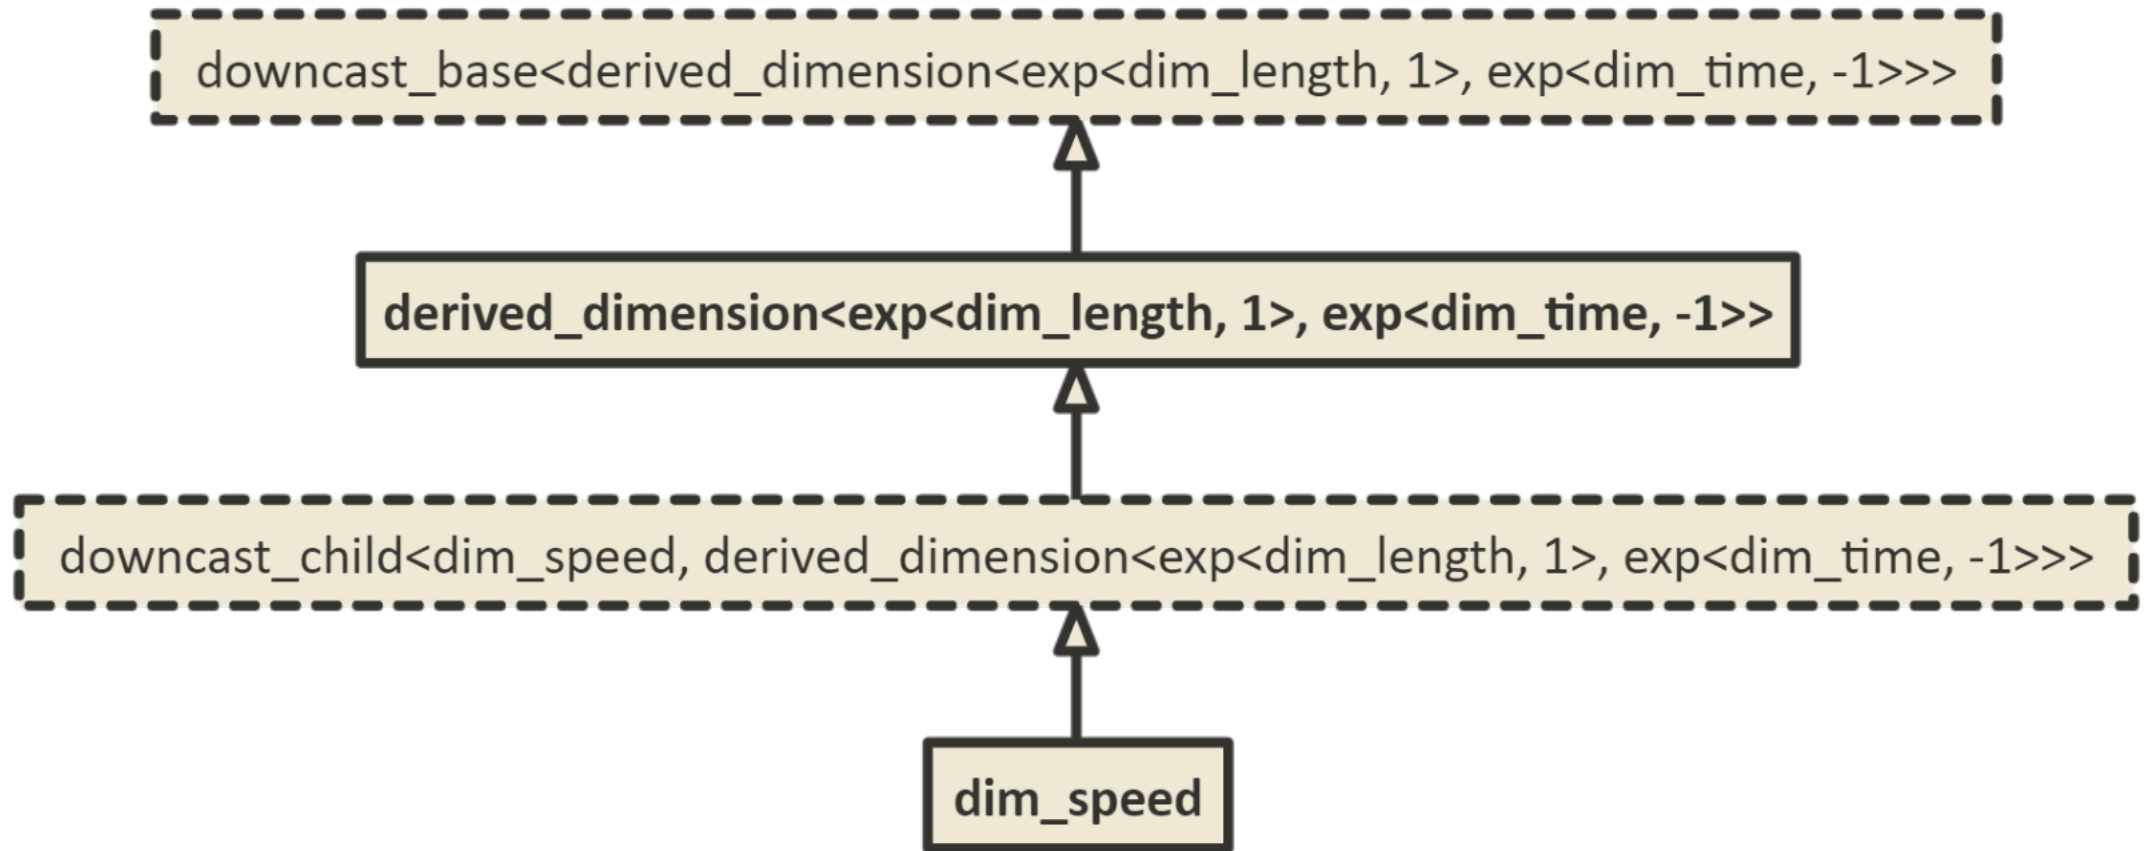 downcast_base<derived_dimension<exp<dim_length, 1>, exp<dim_time, -1>>>
derived_dimension<exp<dim_length, 1>, exp<dim_time, -1>>
downcast_child<dim_speed, derived_dimension<exp<dim_length, 1>, exp<dim_time, -1>>>
dim_speed